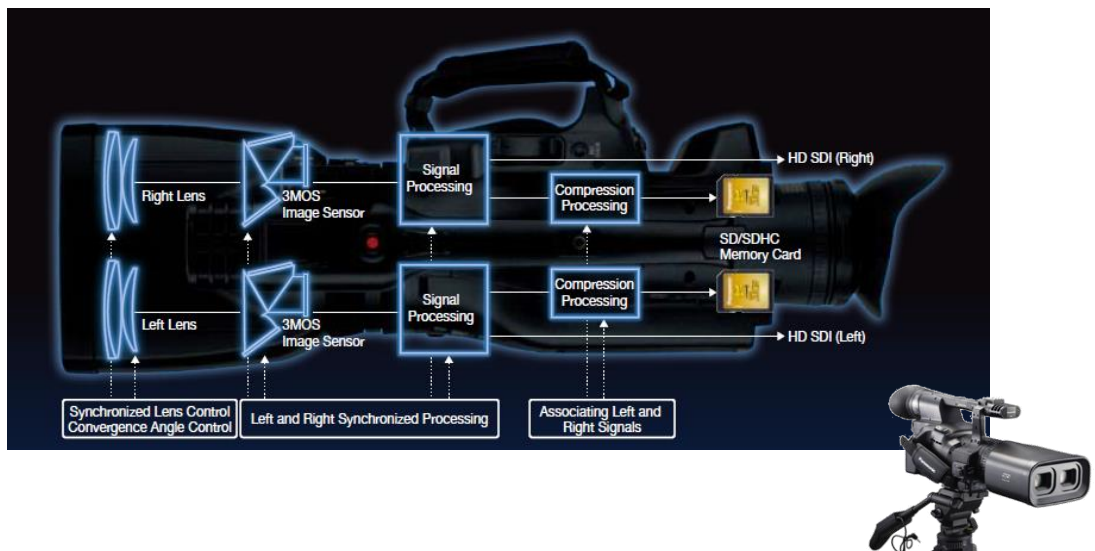 HD SDI (Right)
Signal
Processing
Compression
Processing
Right Lens
3MOS
Image Sensor
SD/SDHC
Memory Card
Signal
Processing
Compression
Processing
Left Lens
3MOS
Image Sensor
HD SDI (Left)
Synchronized Lens Control
Convergence Angle Control
Left and Right Synchronized Processing
Associating Left and
Right Signals